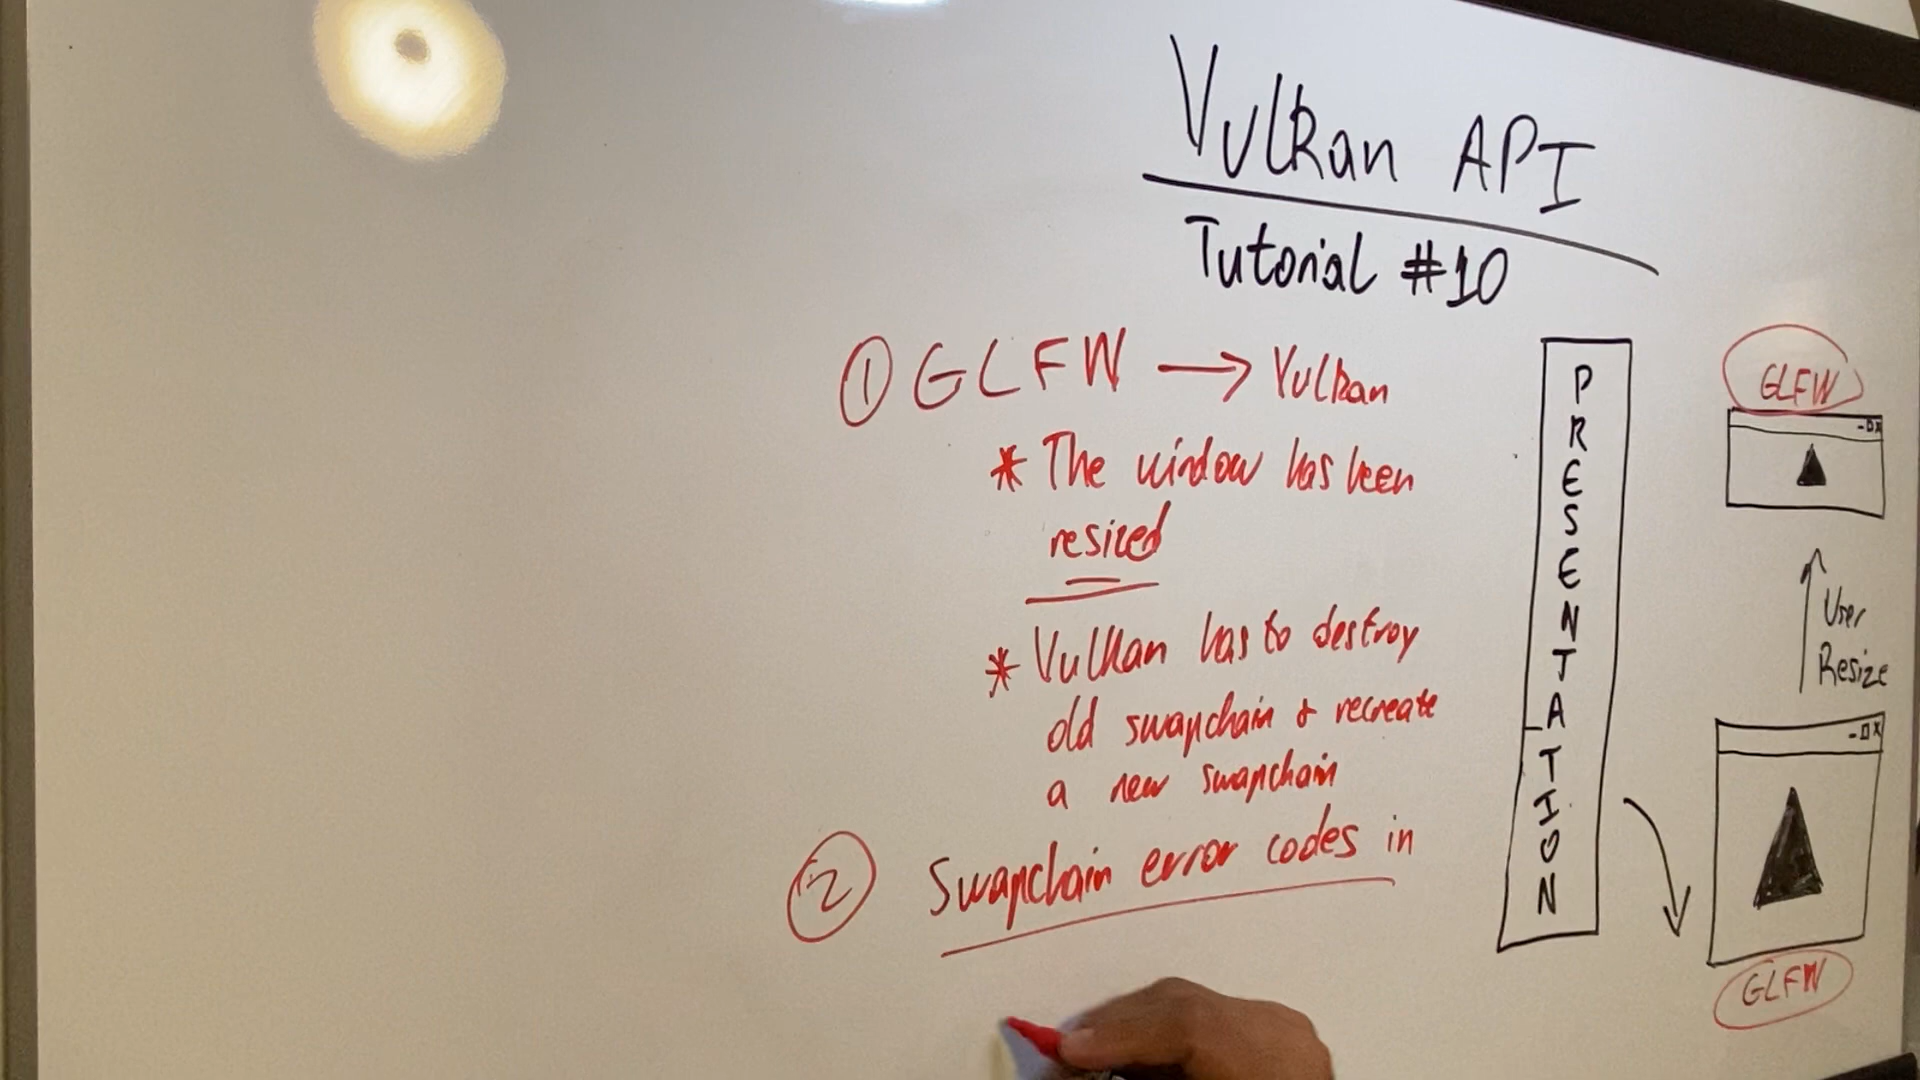 Vulkan API
Tutorial #10
① GLFW → Vulkan
* The window has been
resized
* Vulkan has to destroy
old swapchain & recreate
a new swapchain
② Swapchain error codes in
PRESENTATION
GLFW
- □ X
User
Resize
- □ X
GLFW